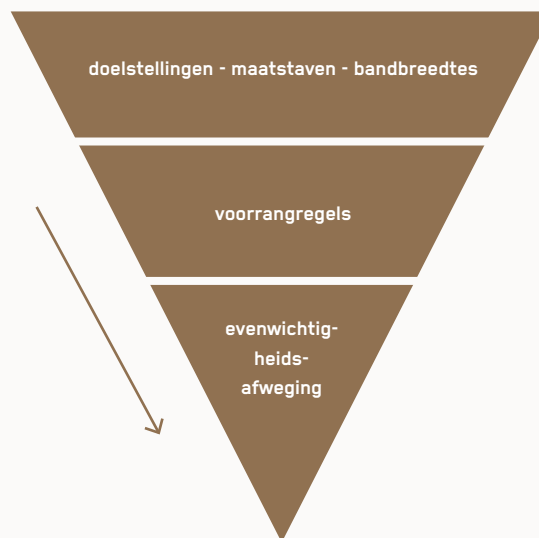 doelstellingen - maatstaven - bandbreedtes
voorrangregels
evenwichtig-
heids-
afweging